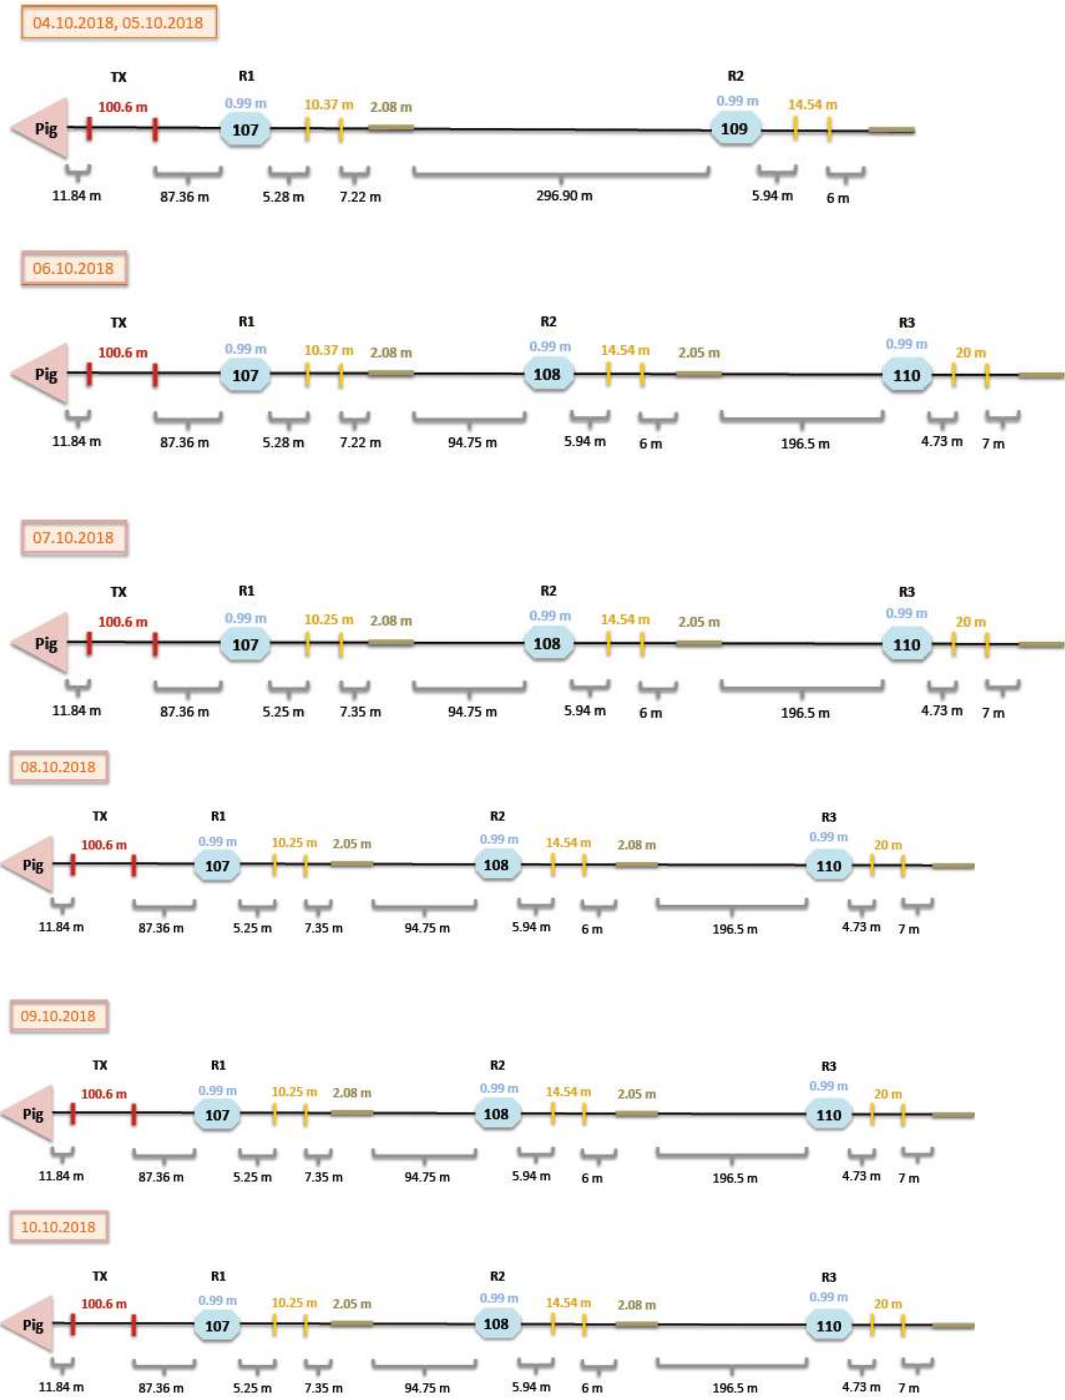 04.10.2018, 05.10.2018
TX R1 R2
100.6 m 0.99 m 10.37 m 2.08 m 0.99 m 14.54 m
Pig 107 109
11.84 m 87.36 m 5.28 m 7.22 m 296.90 m 5.94 m 6 m
06.10.2018
TX R1 R2 R3
100.6 m 0.99 m 10.37 m 2.08 m 0.99 m 14.54 m 2.05 m 0.99 m 20 m
Pig 107 108 110
11.84 m 87.36 m 5.28 m 7.22 m 94.75 m 5.94 m 6 m 196.5 m 4.73 m 7 m
07.10.2018
TX R1 R2 R3
100.6 m 0.99 m 10.25 m 2.08 m 0.99 m 14.54 m 2.05 m 0.99 m 20 m
Pig 107 108 110
11.84 m 87.36 m 5.25 m 7.35 m 94.75 m 5.94 m 6 m 196.5 m 4.73 m 7 m
08.10.2018
TX R1 R2 R3
100.6 m 0.99 m 10.25 m 2.05 m 0.99 m 14.54 m 2.08 m 0.99 m 20 m
Pig 107 108 110
11.84 m 87.36 m 5.25 m 7.35 m 94.75 m 5.94 m 6 m 196.5 m 4.73 m 7 m
09.10.2018
TX R1 R2 R3
100.6 m 0.99 m 10.25 m 2.08 m 0.99 m 14.54 m 2.05 m 0.99 m 20 m
Pig 107 108 110
11.84 m 87.36 m 5.25 m 7.35 m 94.75 m 5.94 m 6 m 196.5 m 4.73 m 7 m
10.10.2018
TX R1 R2 R3
100.6 m 0.99 m 10.25 m 2.05 m 0.99 m 14.54 m 2.08 m 0.99 m 20 m
Pig 107 108 110
11.84 m 87.36 m 5.25 m 7.35 m 94.75 m 5.94 m 6 m 196.5 m 4.73 m 7 m